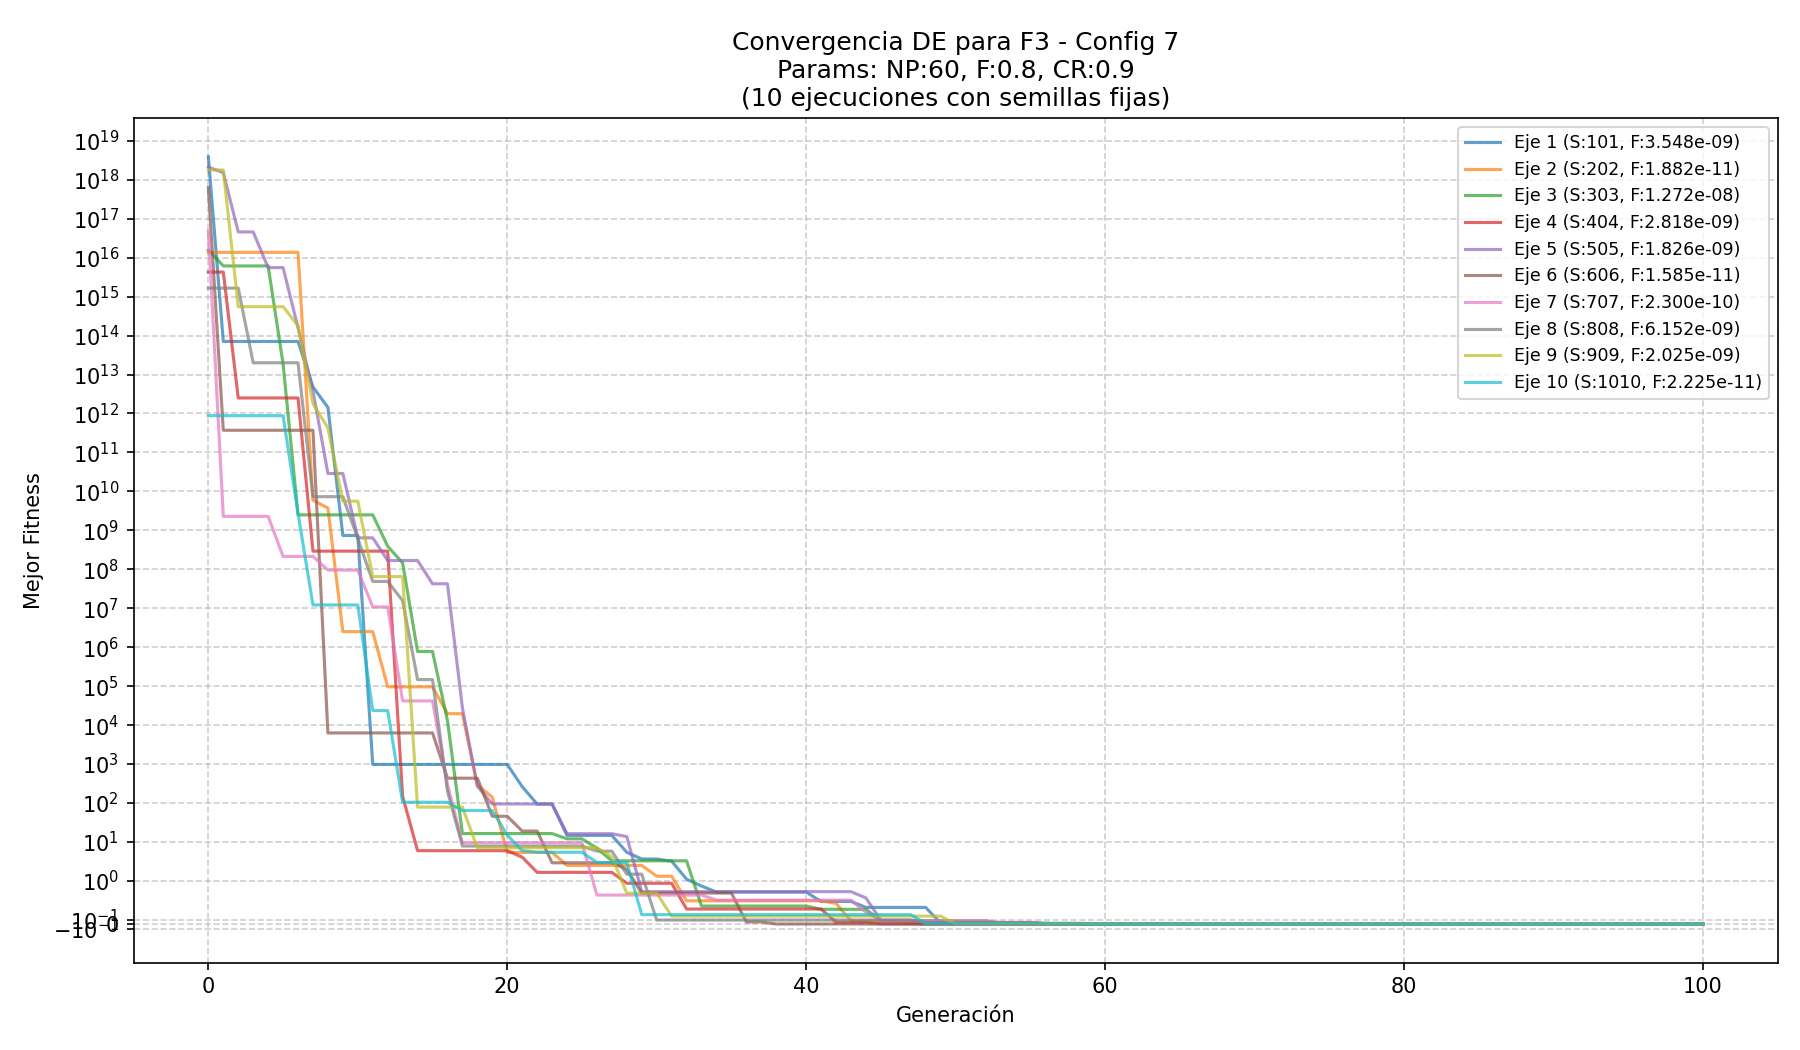 Convergencia DE para F3 - Config 7
Params: NP:60, F:0.8, CR:0.9
(10 ejecuciones con semillas fijas)
Mejor Fitness
10^19
10^18
10^17
10^16
10^15
10^14
10^13
10^12
10^11
10^10
10^9
10^8
10^7
10^6
10^5
10^4
10^3
10^2
10^1
10^0
10^−1
0
−10^−1
Eje 1 (S:101, F:3.548e-09)
Eje 2 (S:202, F:1.882e-11)
Eje 3 (S:303, F:1.272e-08)
Eje 4 (S:404, F:2.818e-09)
Eje 5 (S:505, F:1.826e-09)
Eje 6 (S:606, F:1.585e-11)
Eje 7 (S:707, F:2.300e-10)
Eje 8 (S:808, F:6.152e-09)
Eje 9 (S:909, F:2.025e-09)
Eje 10 (S:1010, F:2.225e-11)
0 20 40 60 80 100
Generación